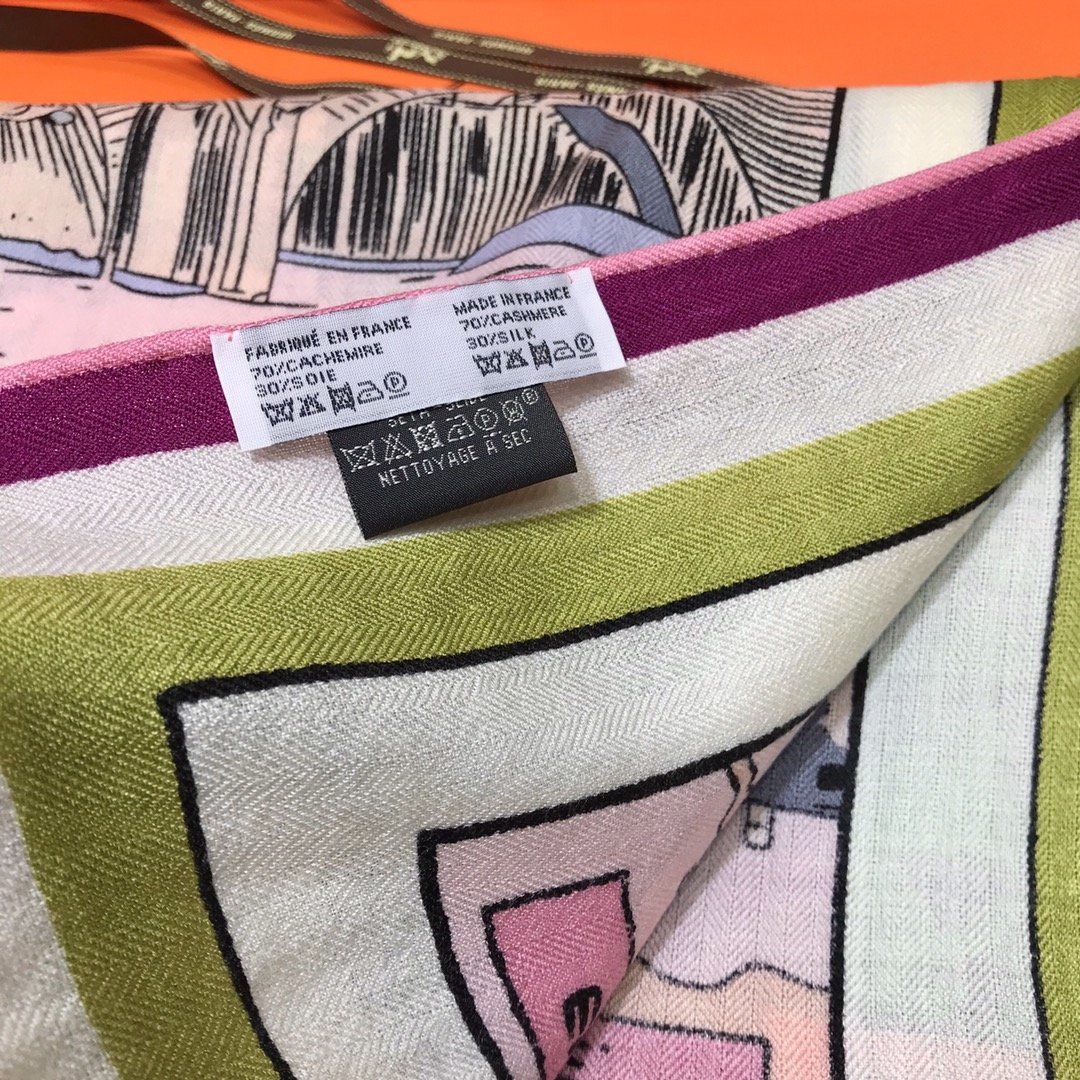 FABRIQUÉ EN FRANCE
70%CACHEMIRE
30%SOIE
MADE IN FRANCE
70%CASHMERE
30%SILK
NETTOYAGE A SEC